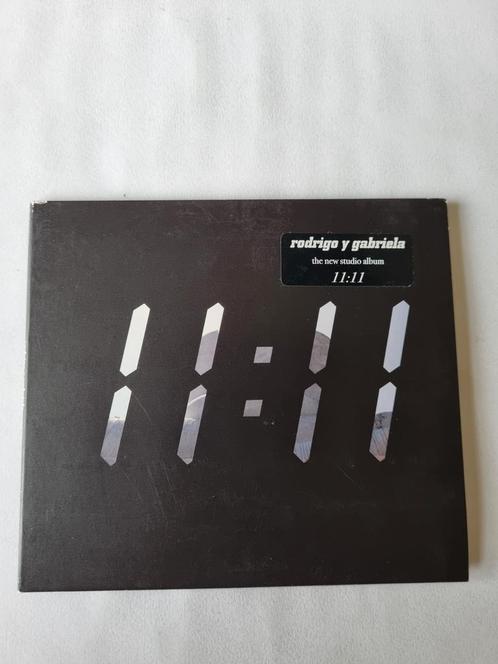 rodrigo y gabriela
the new studio album
11:11
11:11